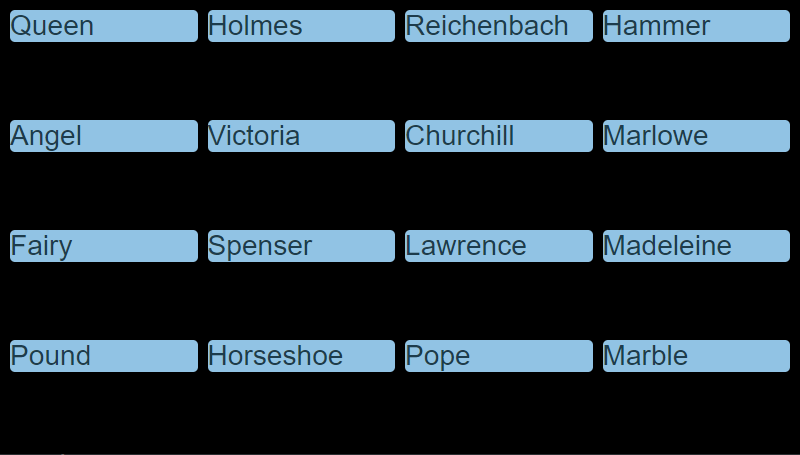 Queen Holmes Reichenbach Hammer
Angel Victoria Churchill Marlowe
Fairy Spenser Lawrence Madeleine
Pound Horseshoe Pope Marble